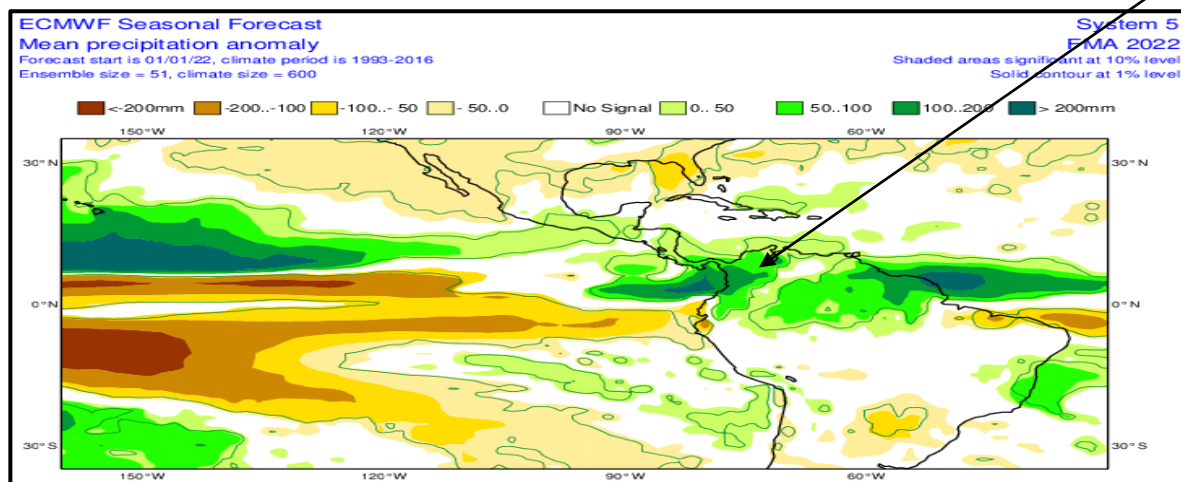 ECMWF Seasonal Forecast System 5
Mean precipitation anomaly FMA 2022
Forecast start is 01/01/22, climate period is 1993-2016 Shaded areas significant at 10% level
Ensemble size = 51, climate size = 600 Solid contour at 1% level
<-200mm -200..-100 -100..- 50 - 50..0 No Signal 0.. 50 50..100 100..200 > 200mm
150°W 120°W 90°W 60°W
30°N 30°N
0°N 0°N
30°S 30°S
150°W 120°W 90°W 60°W